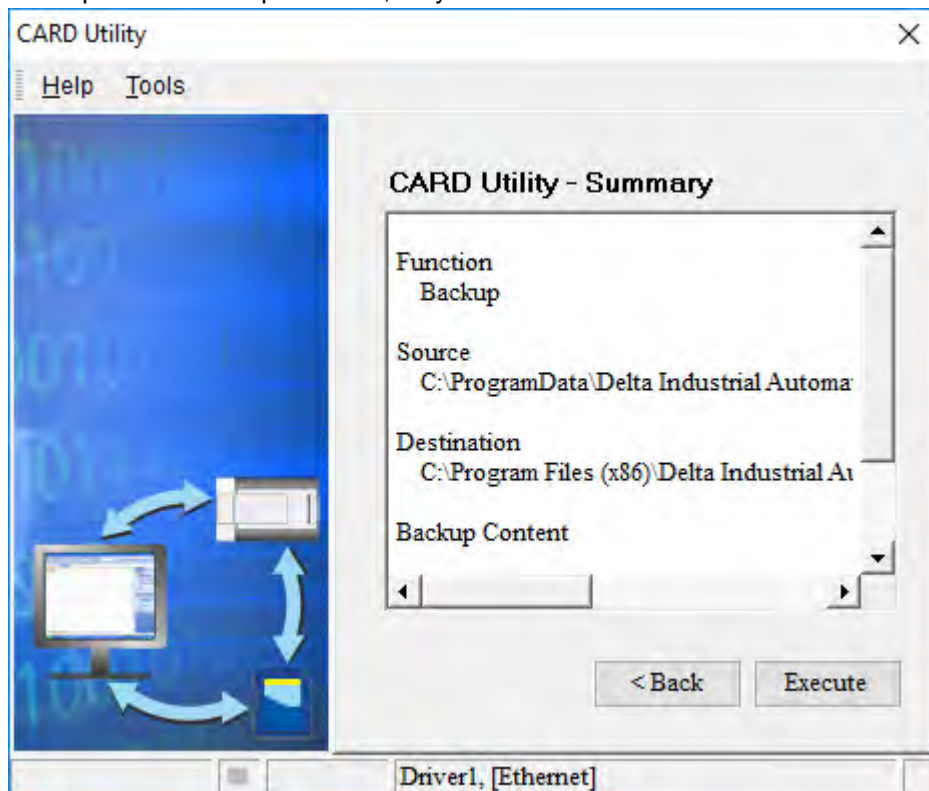 CARD Utility
Help Tools
CARD Utility - Summary
Function
Backup
Source
C:\ProgramData\Delta Industrial Automa
Destination
C:\Program Files (x86)\Delta Industrial Au
Backup Content
< Back Execute
Driver1, [Ethernet]